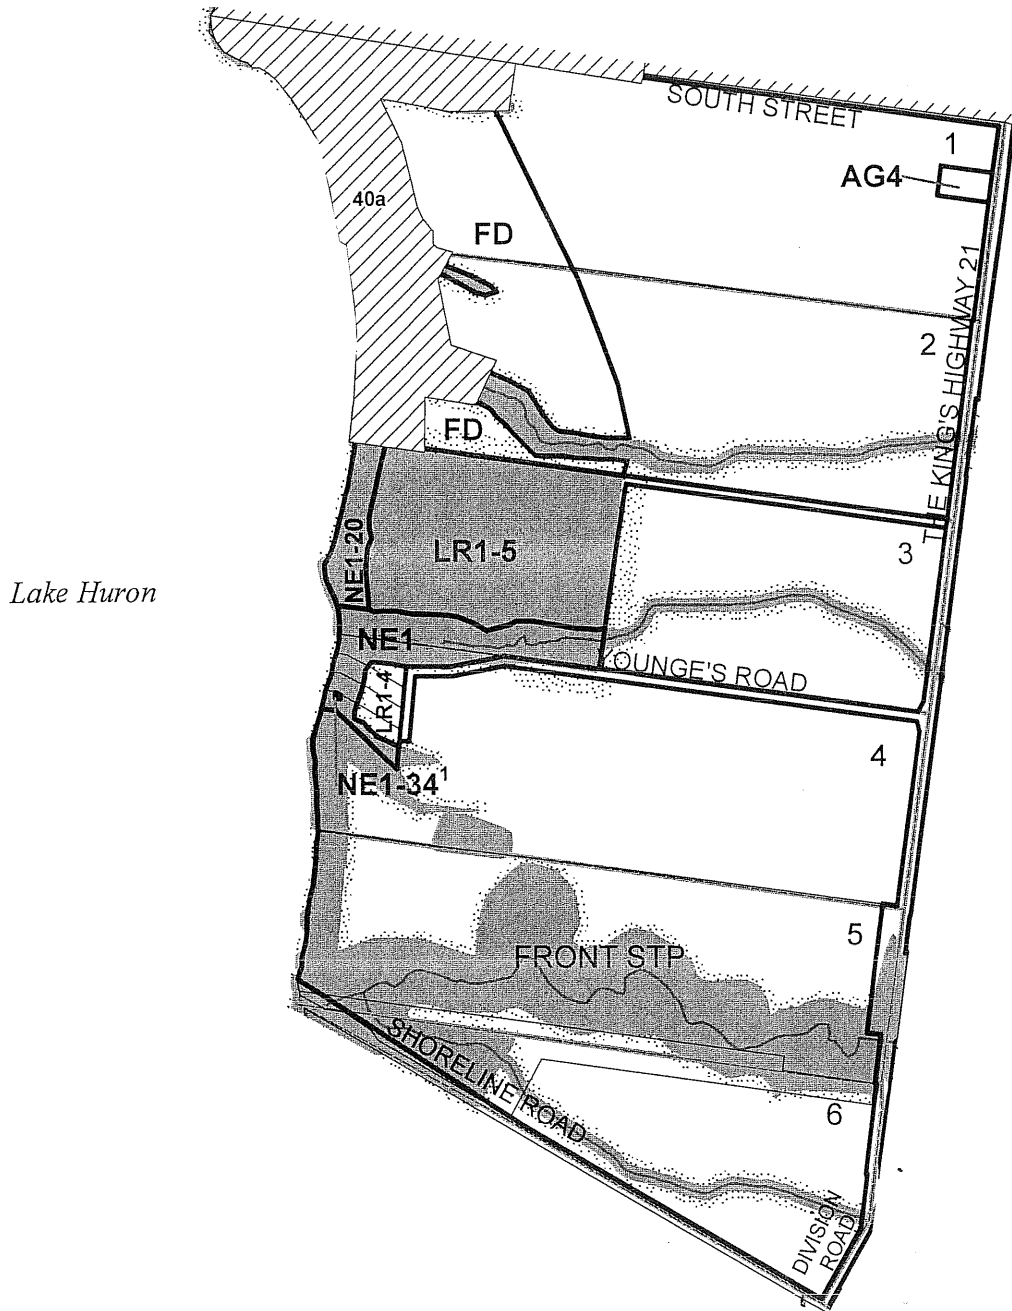 SOUTH STREET
1
AG4
40a
FD
THE KING'S HIGHWAY 21
2
FD
NE1-20
LR1-5
3
Lake Huron
NE1
OUNGE'S ROAD
LR1-4
4
NE1-34¹
5
FRONT STP
SHORELINE ROAD
6
DIVISION
ROAD